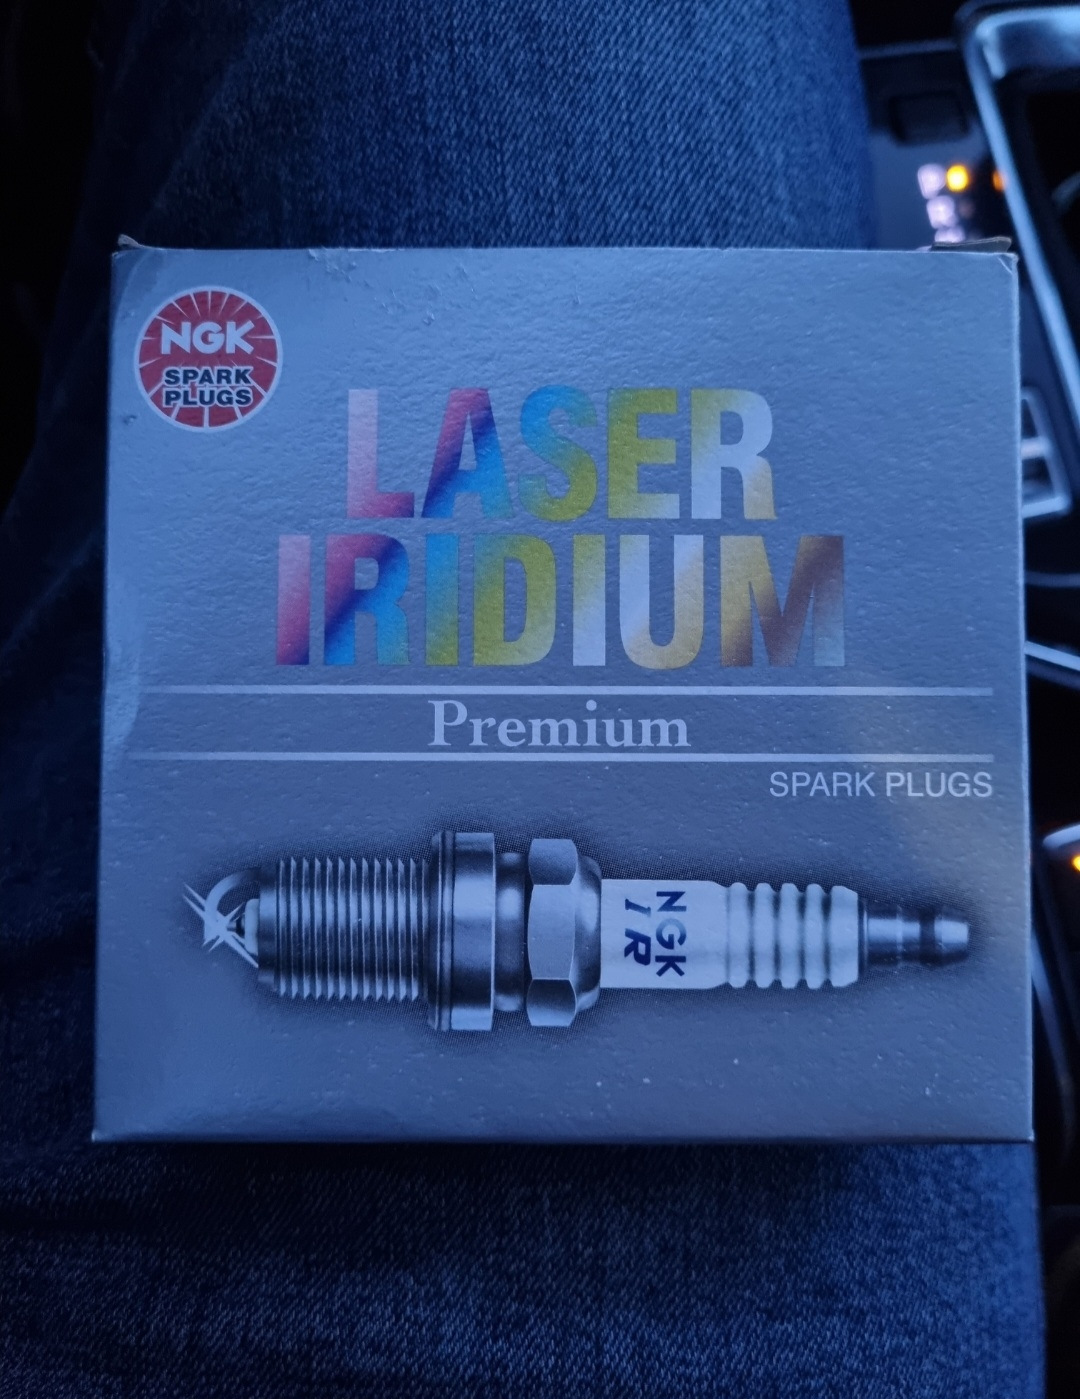 NGK
SPARK
PLUGS
LASER
IRIDIUM
Premium
SPARK PLUGS
NGK
IR